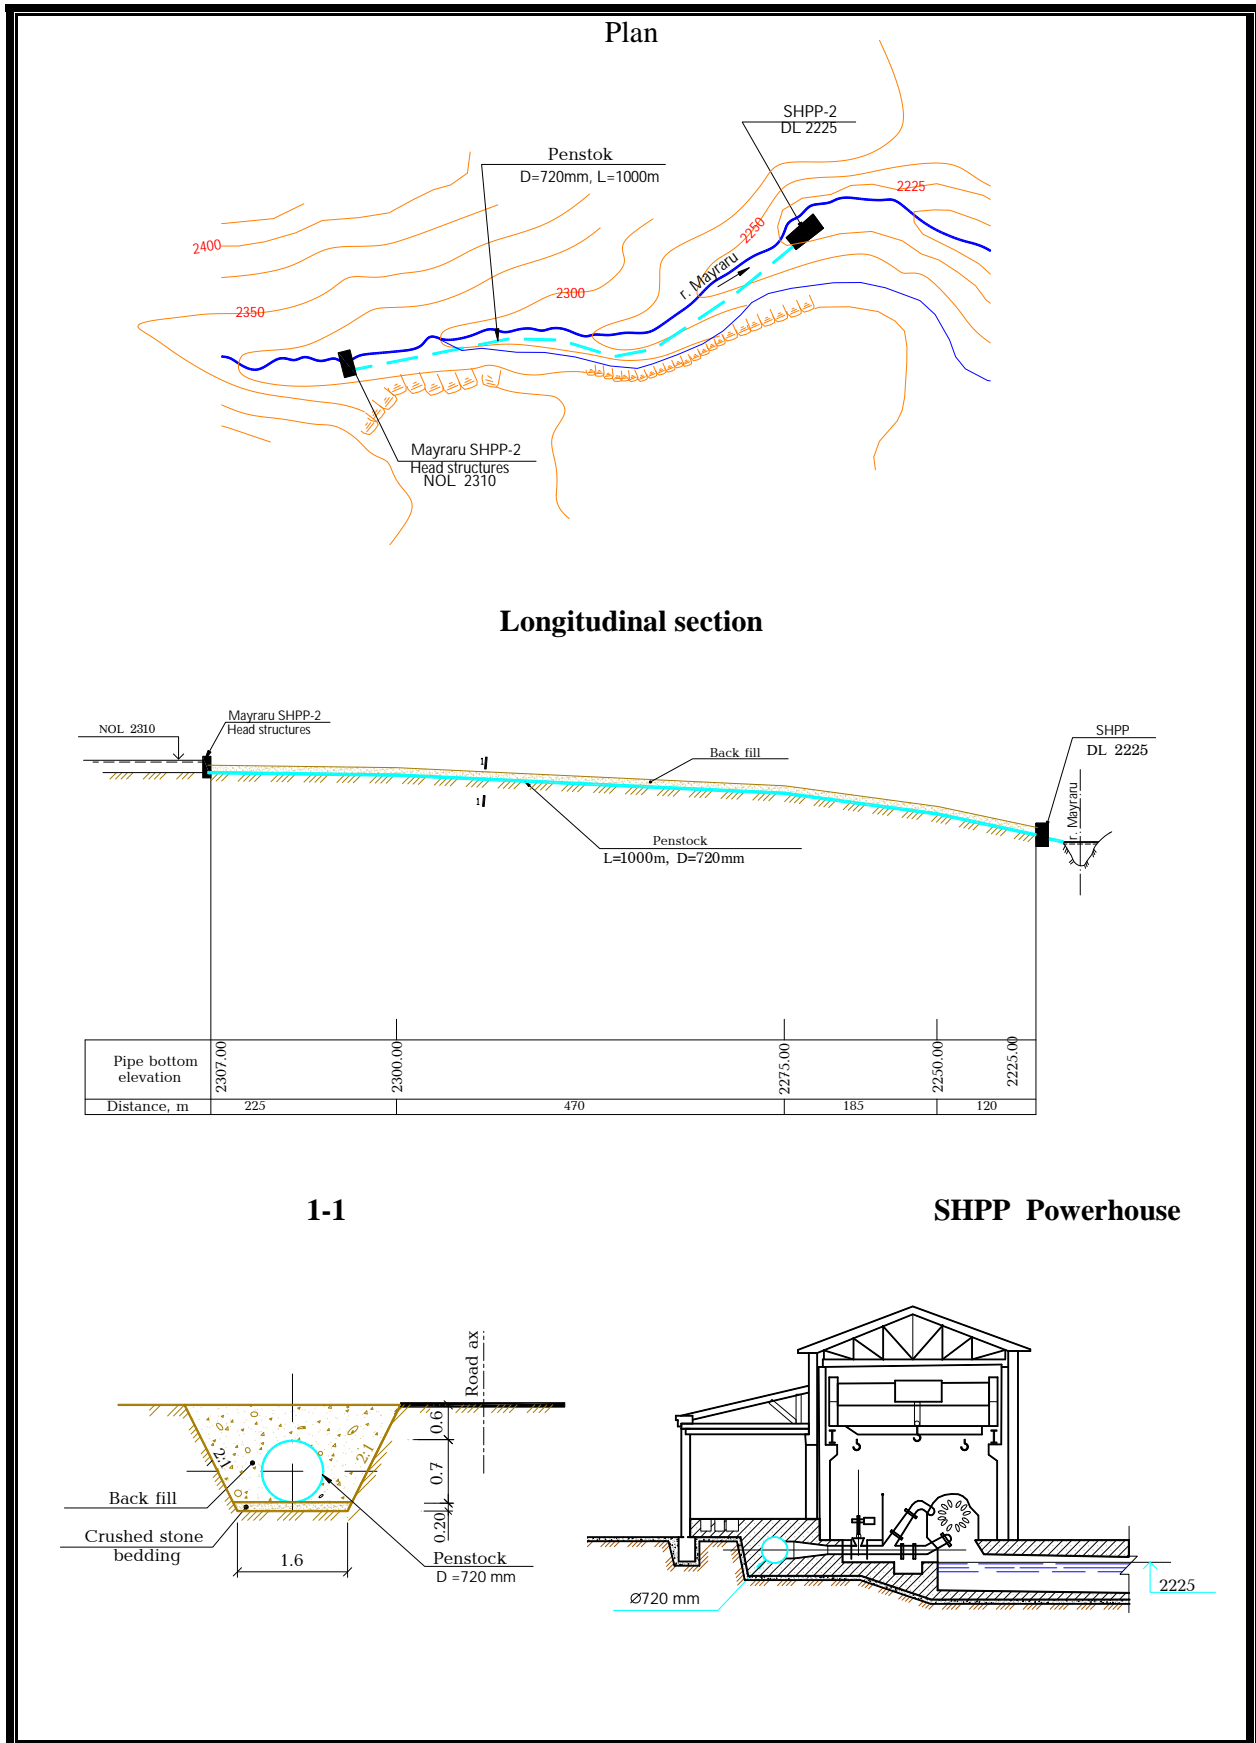 Plan
SHPP-2
DL 2225
Penstok
D=720mm, L=1000m
2225
2250
2400
r. Mayraru
2300
2350
Mayraru SHPP-2
Head structures
NOL 2310
Longitudinal section
Mayraru SHPP-2
Head structures
NOL 2310
SHPP
DL 2225
Back fill
1
1
r. Mayraru
Penstock
L=1000m, D=720mm
Pipe bottom
elevation
2307.00
2300.00
2275.00
2250.00
2225.00
Distance, m
225
470
185
120
1-1
SHPP Powerhouse
Road ax
0.6
2:1
2:1
0.7
Back fill
0.20
Crushed stone
bedding
1.6
Penstock
D =720 mm
Ø720 mm
2225